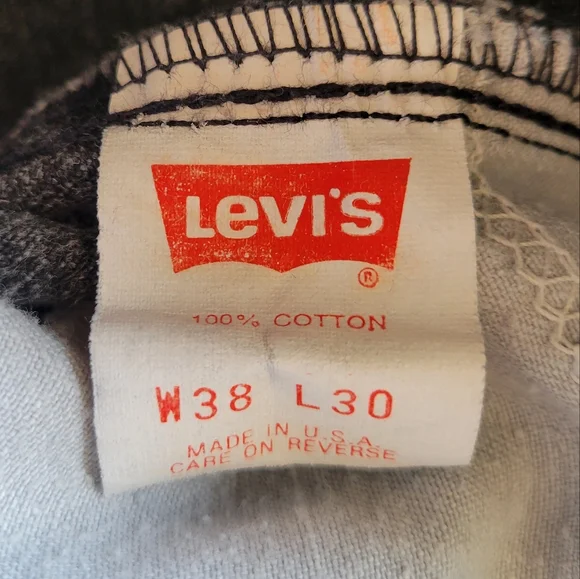 Levi's
®
100% COTTON
W38 L30
MADE IN U.S.A.
CARE ON REVERSE